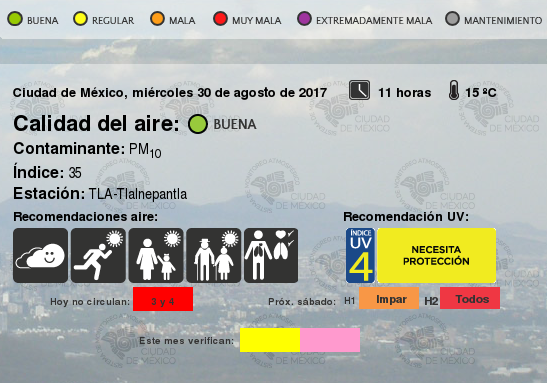 BUENA REGULAR MALA MUY MALA EXTREMADAMENTE MALA MANTENIMIENTO
Ciudad de México, miércoles 30 de agosto de 2017 11 horas 15 ºC
Calidad del aire: BUENA
Contaminante: PM10
Índice: 35
Estación: TLA-Tlalnepantla
Recomendaciones aire: Recomendación UV:
ÍNDICE
UV
4
NECESITA
PROTECCIÓN
Hoy no circulan: 3 y 4 Próx. sábado: H1 Impar H2 Todos
Este mes verifican:
MONITOREO ATMOSFÉRICO
CIUDAD
DE MÉXICO